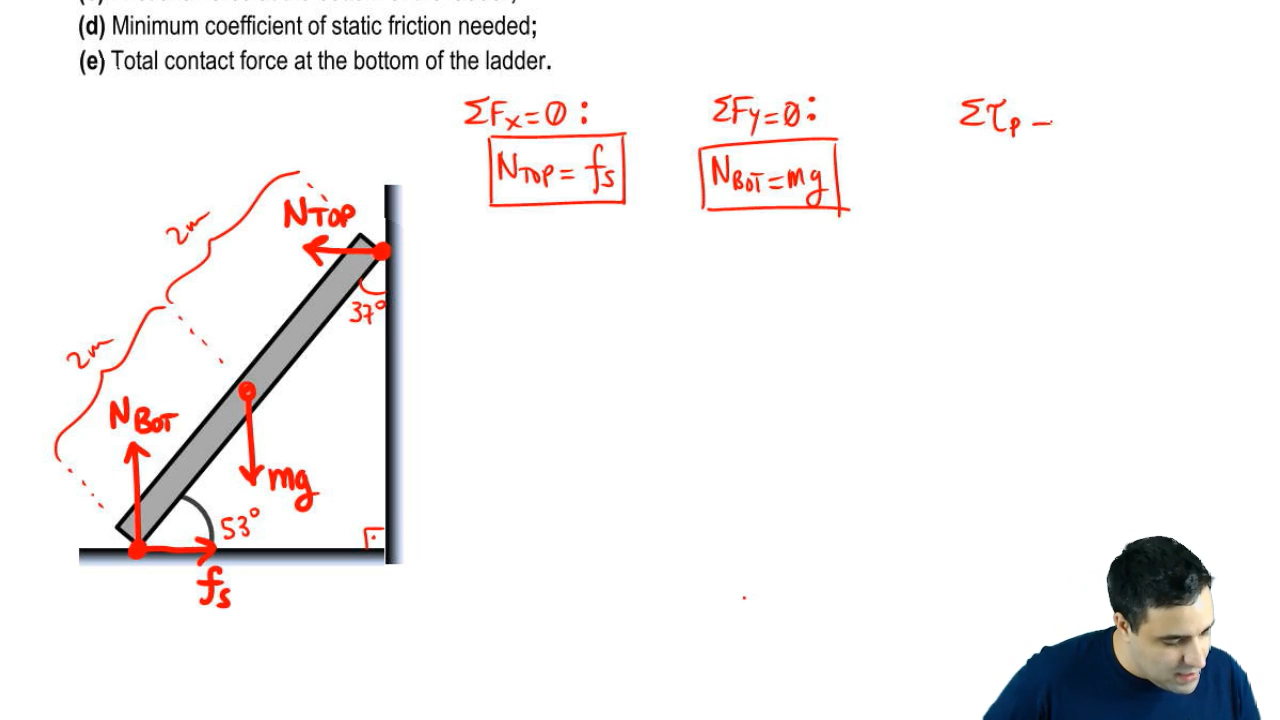 (d) Minimum coefficient of static friction needed;
(e) Total contact force at the bottom of the ladder.
ΣFx=0:
ΣFy=0:
Στp –
NTOP = fs
NBOT = mg
2m
NTOP
37°
2m
NBOT
mg
53°
fs